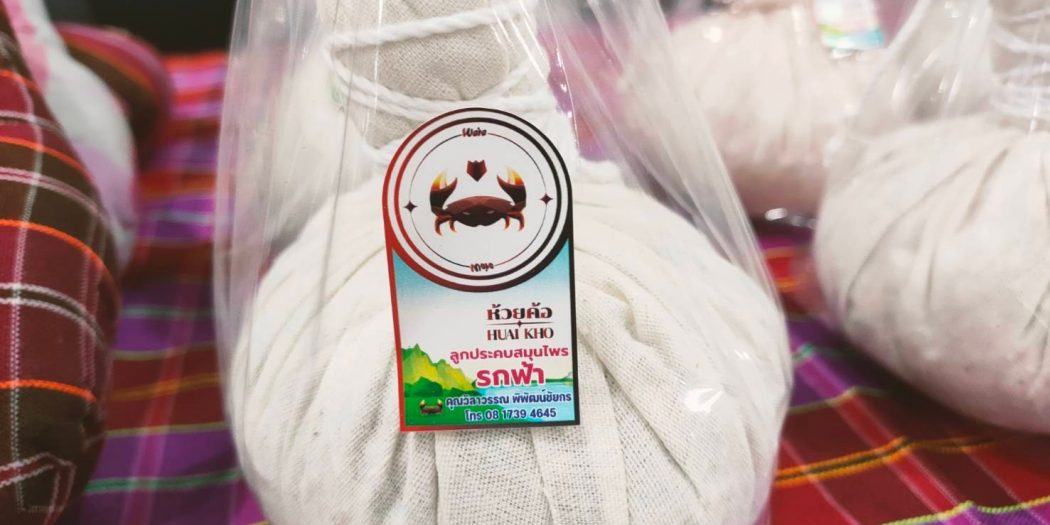 ห้วยค้อ
HUAI KHO
ลูกประคบสมุนไพร
รกฟ้า
คุณวิลาวรรณ พิพัฒน์ชัยกร
โทร 08 1739 4645